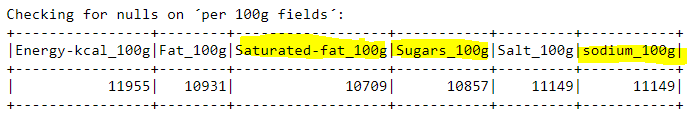 Checking for nulls on ´per 100g fields´:
+---------------+---------+------------------+-----------+---------+-----------+
|Energy-kcal_100g|Fat_100g|Saturated-fat_100g|Sugars_100g|Salt_100g|sodium_100g|
+---------------+---------+------------------+-----------+---------+-----------+
| 11955| 10931| 10709| 10857| 11149| 11149|
+---------------+---------+------------------+-----------+---------+-----------+